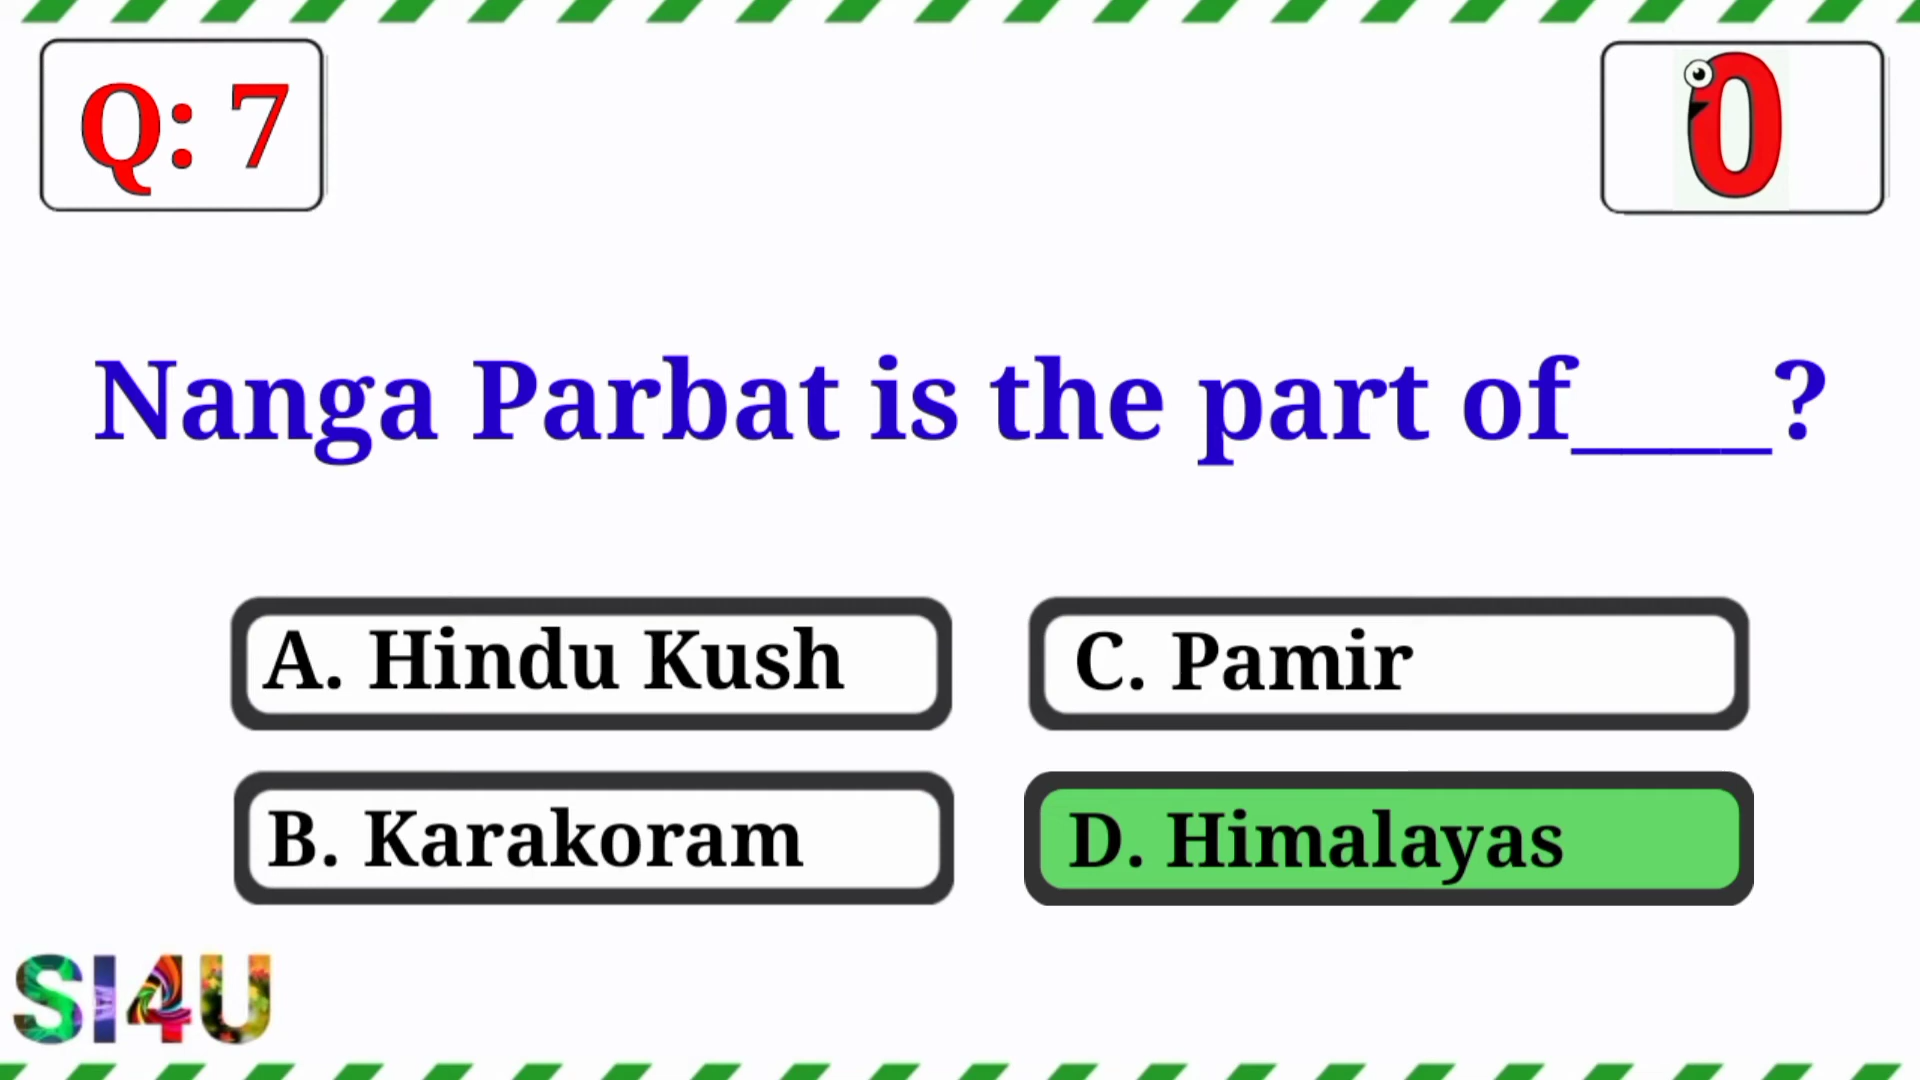 Q: 7
0
Nanga Parbat is the part of____?
A. Hindu Kush
C. Pamir
B. Karakoram
D. Himalayas
SI4U